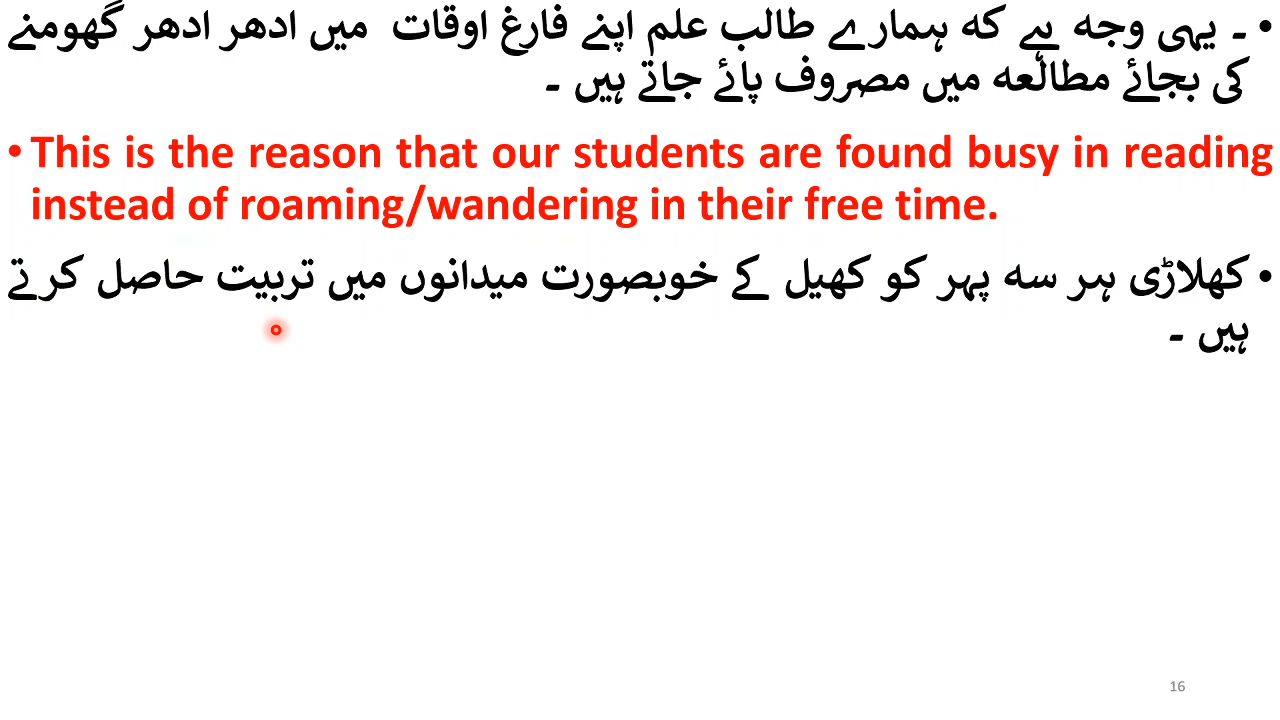 • ۔ یہی وجہ ہے کہ ہمارے طالب علم اپنے فارغ اوقات میں ادھر ادھر گھومنے
کی بجائے مطالعہ میں مصروف پائے جاتے ہیں ۔
• This is the reason that our students are found busy in reading
instead of roaming/wandering in their free time.
• کھلاڑی ہر سہ پہر کو کھیل کے خوبصورت میدانوں میں تربیت حاصل کرتے
ہیں ۔
16